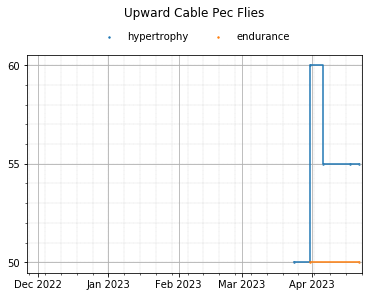 Upward Cable Pec Flies
hypertrophy endurance
60
55
50
Dec 2022 Jan 2023 Feb 2023 Mar 2023 Apr 2023